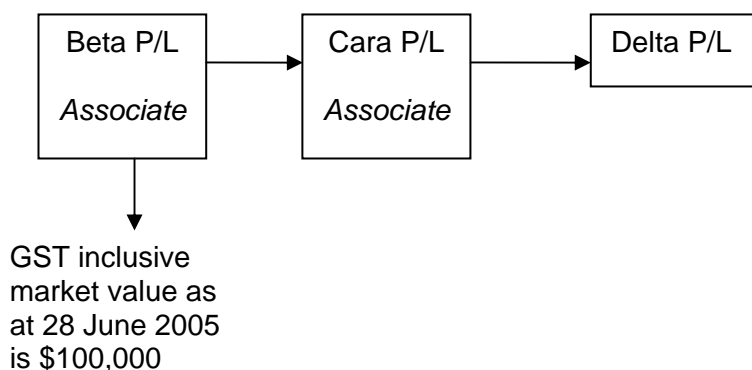 Beta P/L
Associate
Cara P/L
Associate
Delta P/L
GST inclusive
market value as
at 28 June 2005
is $100,000